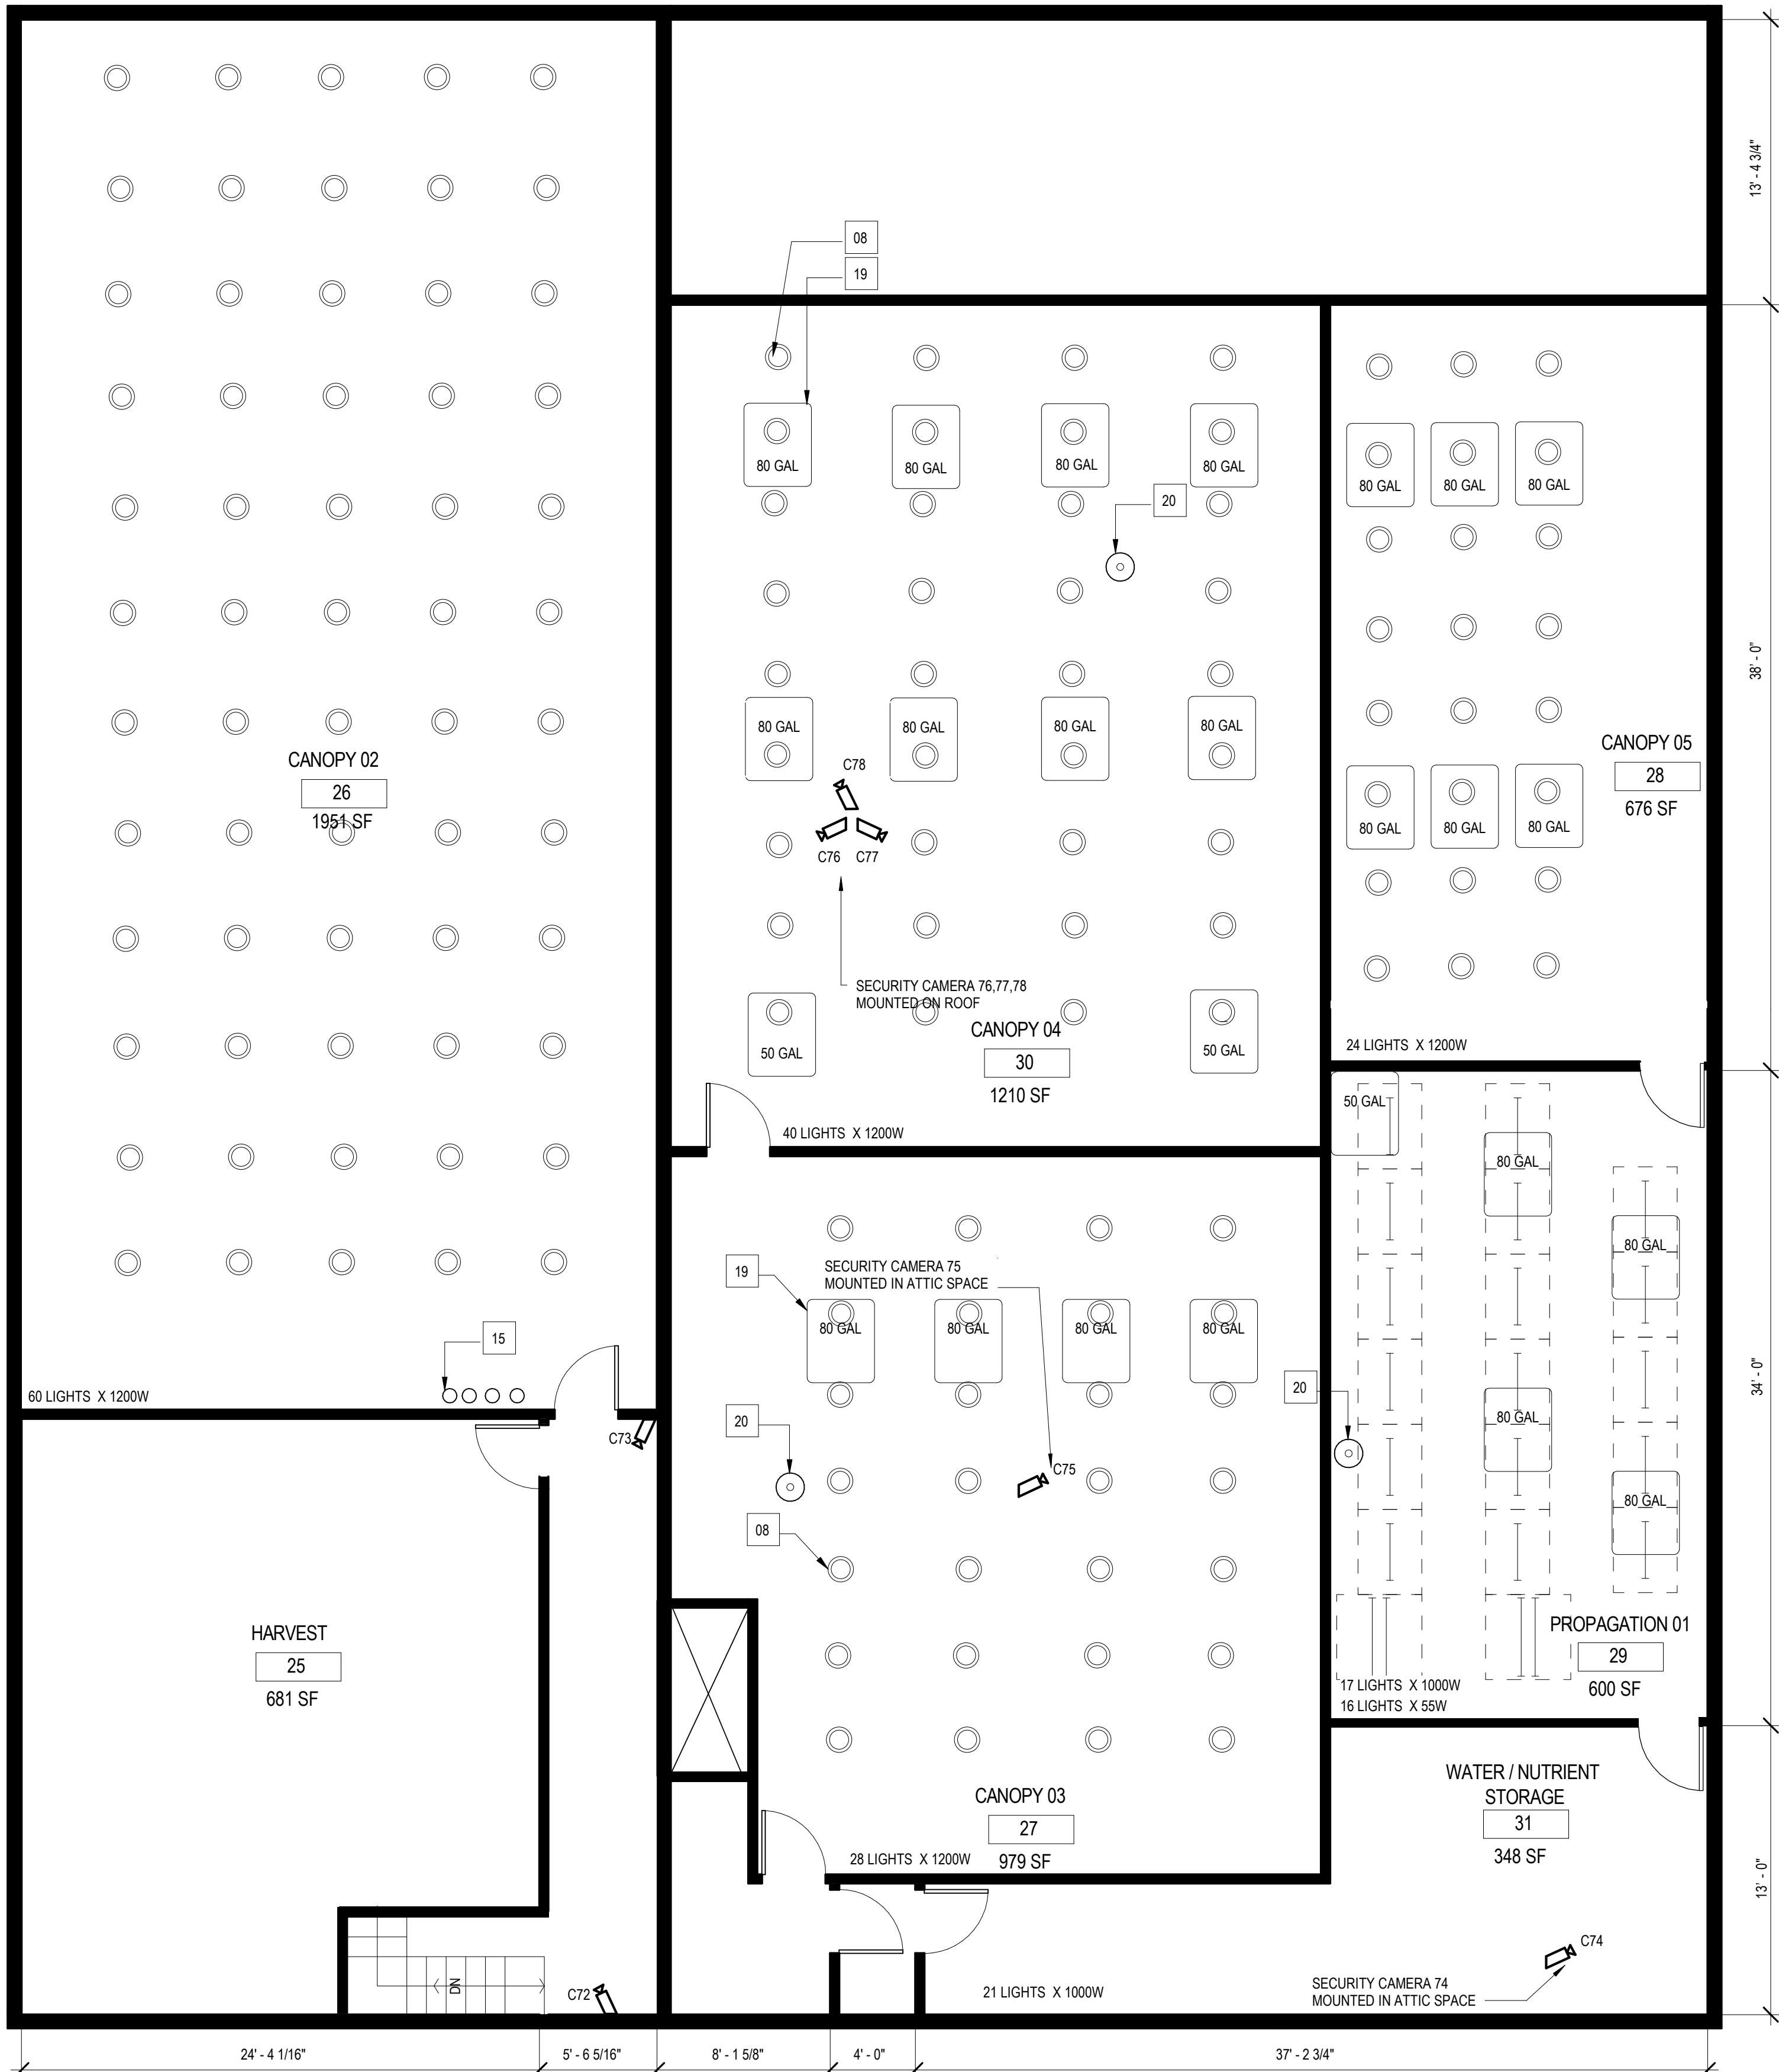 13' - 4 3/4"
08
19
80 GAL
80 GAL
80 GAL
80 GAL
80 GAL
80 GAL
80 GAL
20
38' - 0"
CANOPY 02
26
1951 SF
80 GAL
80 GAL
80 GAL
80 GAL
C78
C76
C77
CANOPY 05
28
676 SF
80 GAL
80 GAL
80 GAL
SECURITY CAMERA 76,77,78
MOUNTED ON ROOF
CANOPY 04
30
1210 SF
50 GAL
50 GAL
24 LIGHTS X 1200W
40 LIGHTS X 1200W
50 GAL
80 GAL
80 GAL
19
SECURITY CAMERA 75
MOUNTED IN ATTIC SPACE
80 GAL
80 GAL
80 GAL
80 GAL
15
60 LIGHTS X 1200W
34' - 0"
20
20
C73
C75
80 GAL
80 GAL
08
HARVEST
25
681 SF
PROPAGATION 01
29
600 SF
17 LIGHTS X 1000W
16 LIGHTS X 55W
CANOPY 03
27
979 SF
28 LIGHTS X 1200W
WATER / NUTRIENT
STORAGE
31
348 SF
13' - 0"
DN
C72
C74
21 LIGHTS X 1000W
SECURITY CAMERA 74
MOUNTED IN ATTIC SPACE
24' - 4 1/16"
5' - 6 5/16"
8' - 1 5/8"
4' - 0"
37' - 2 3/4"